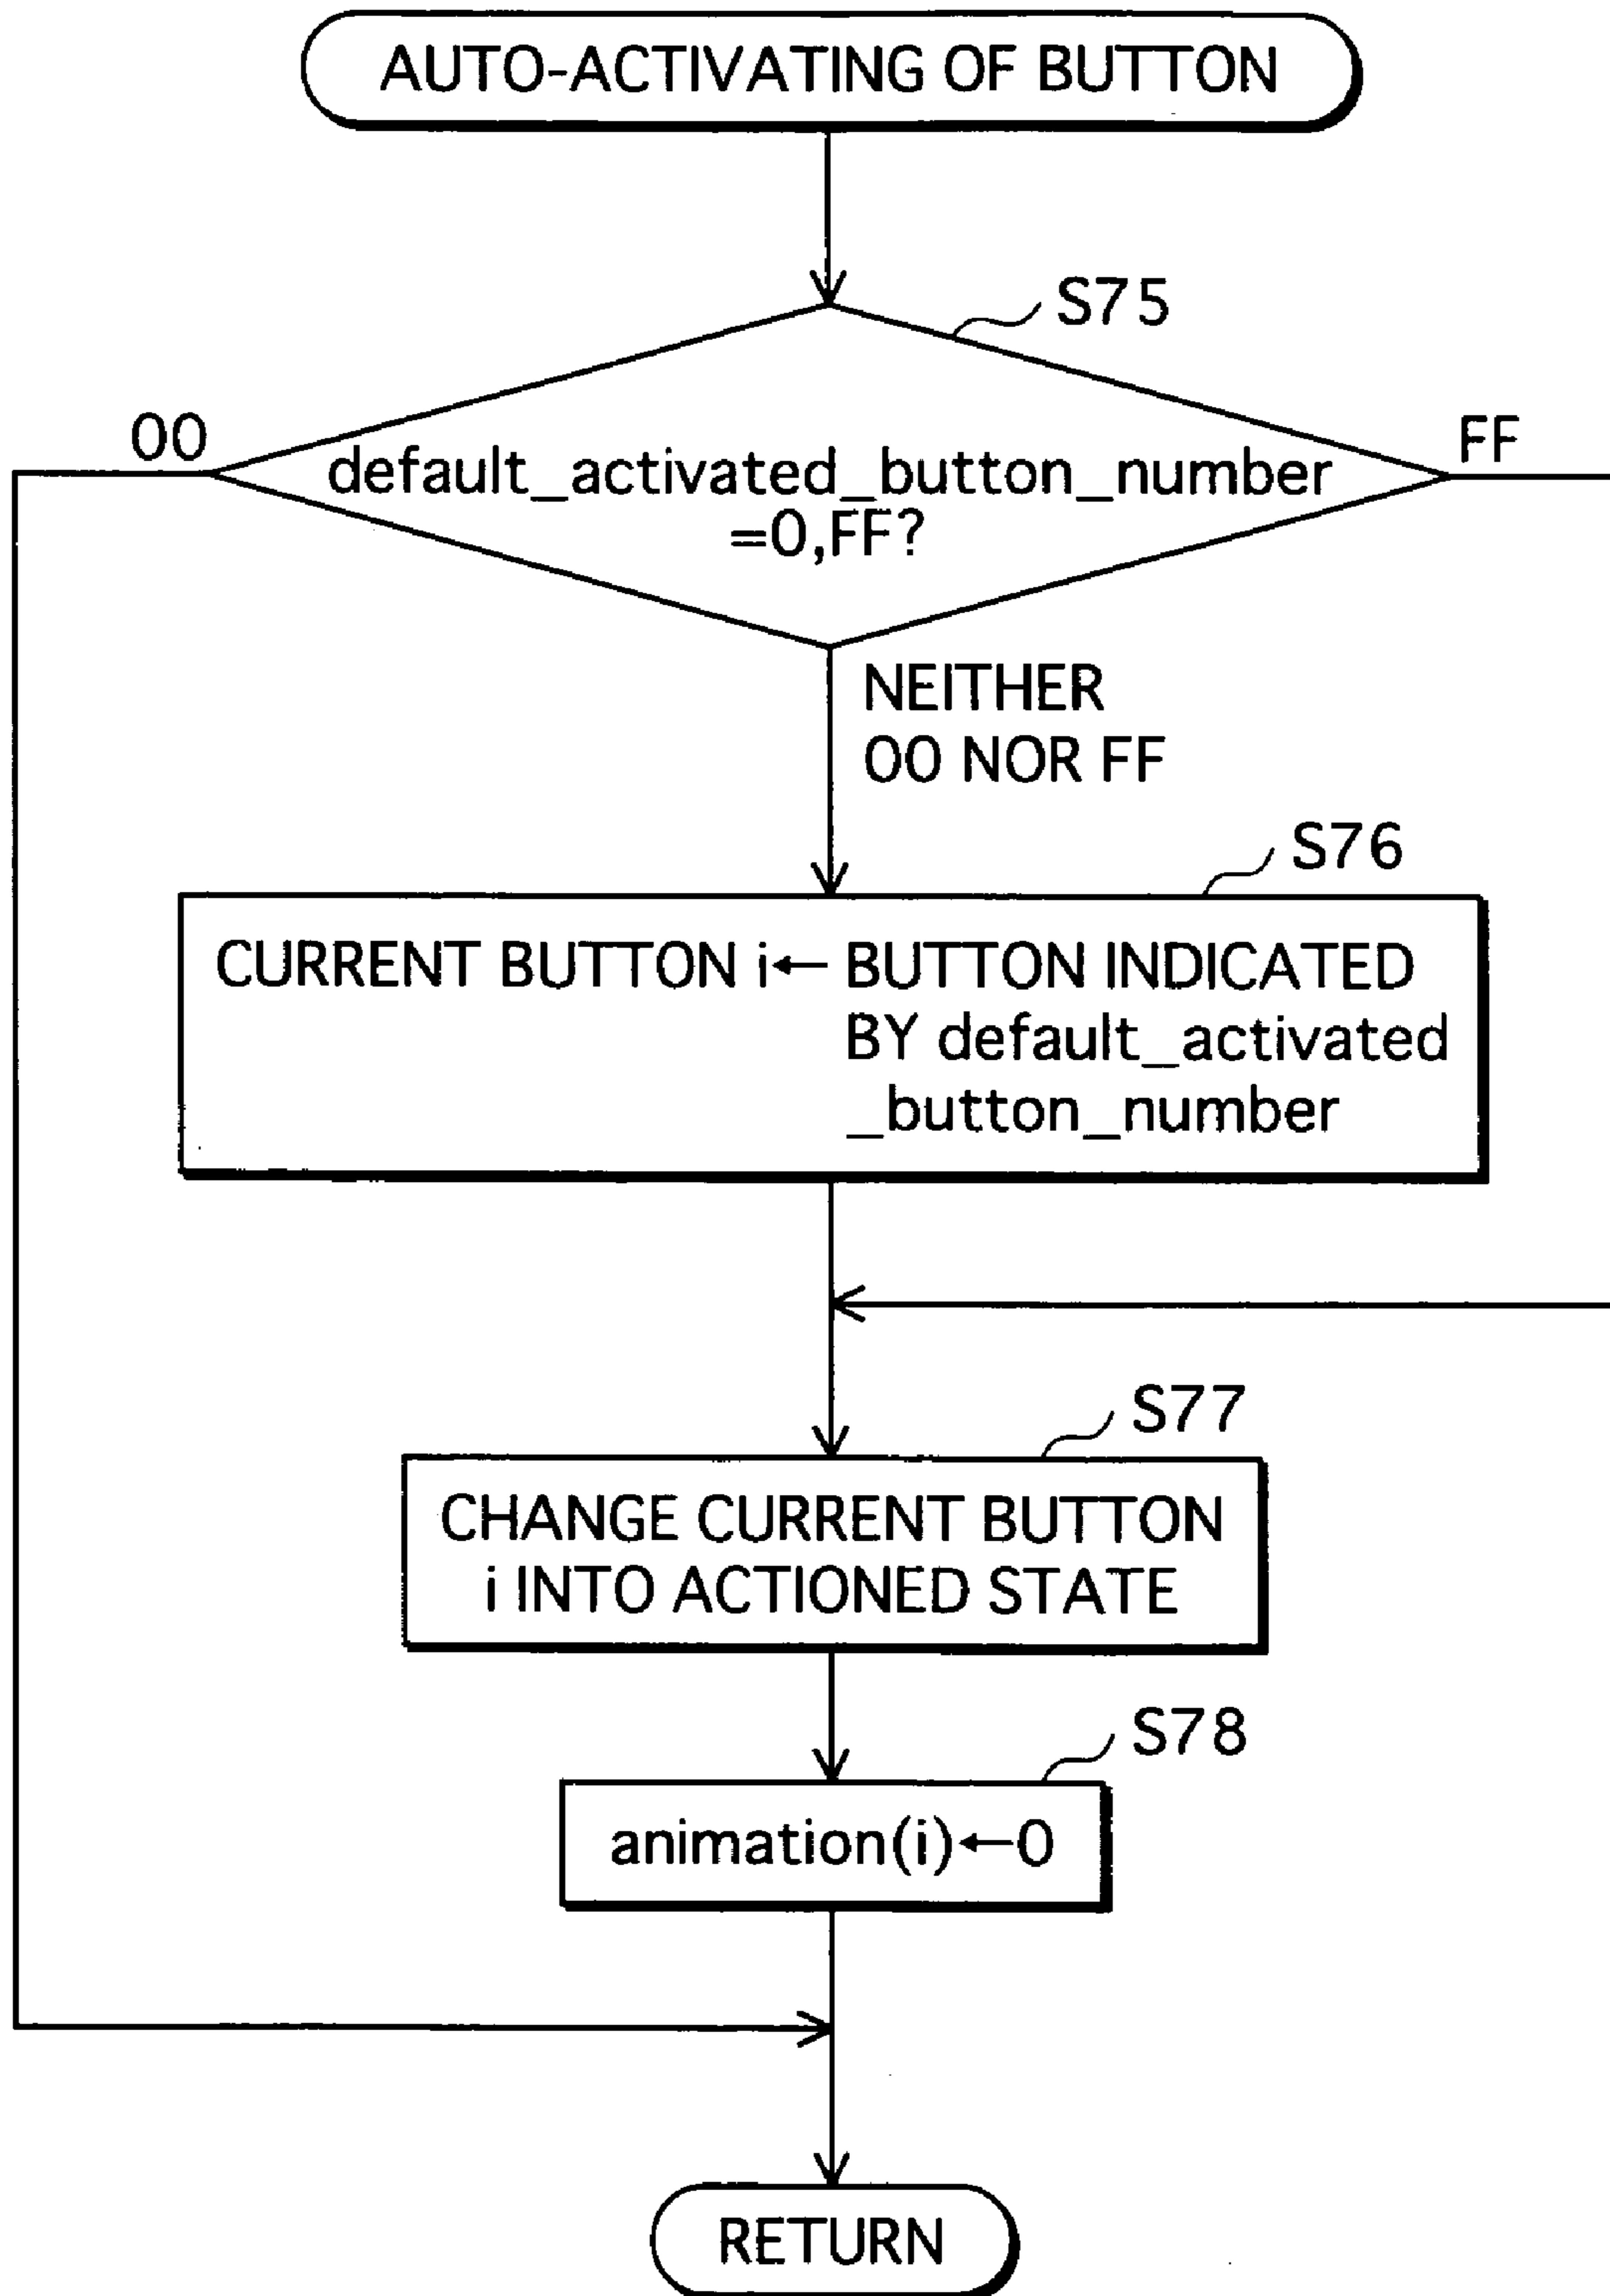 AUTO-ACTIVATING OF BUTTON
S75
00
FF
default_activated_button_number
=0,FF?
NEITHER
00 NOR FF
S76
CURRENT BUTTON i← BUTTON INDICATED
BY default_activated
_button_number
S77
CHANGE CURRENT BUTTON
i INTO ACTIONED STATE
S78
animation(i)←0
RETURN